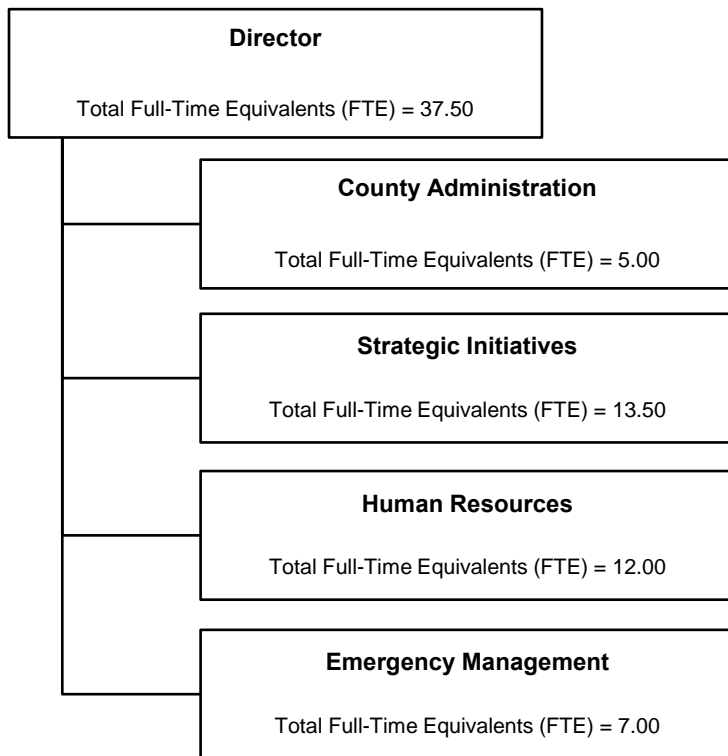 Director
Total Full-Time Equivalents (FTE) = 37.50
County Administration
Total Full-Time Equivalents (FTE) = 5.00
Strategic Initiatives
Total Full-Time Equivalents (FTE) = 13.50
Human Resources
Total Full-Time Equivalents (FTE) = 12.00
Emergency Management
Total Full-Time Equivalents (FTE) = 7.00